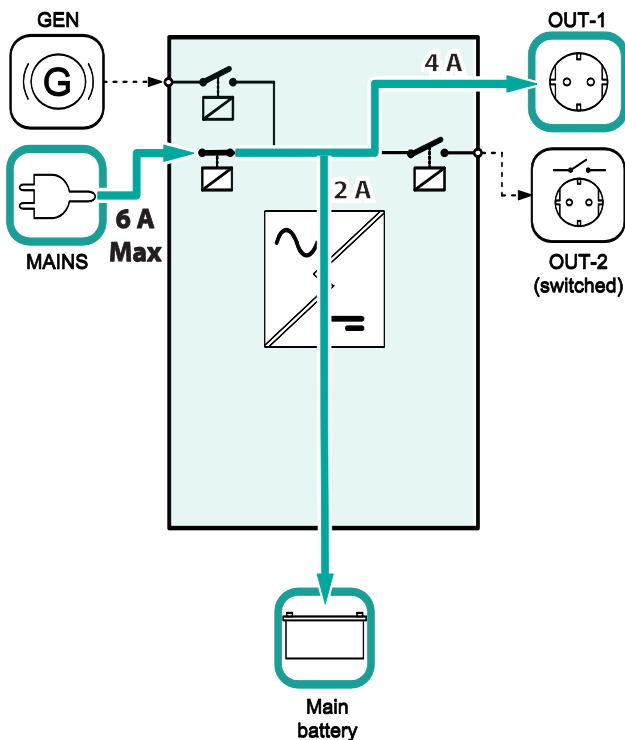 GEN
OUT-1
G
4 A
2 A
6 A
Max
MAINS
OUT-2
(switched)
Main
battery